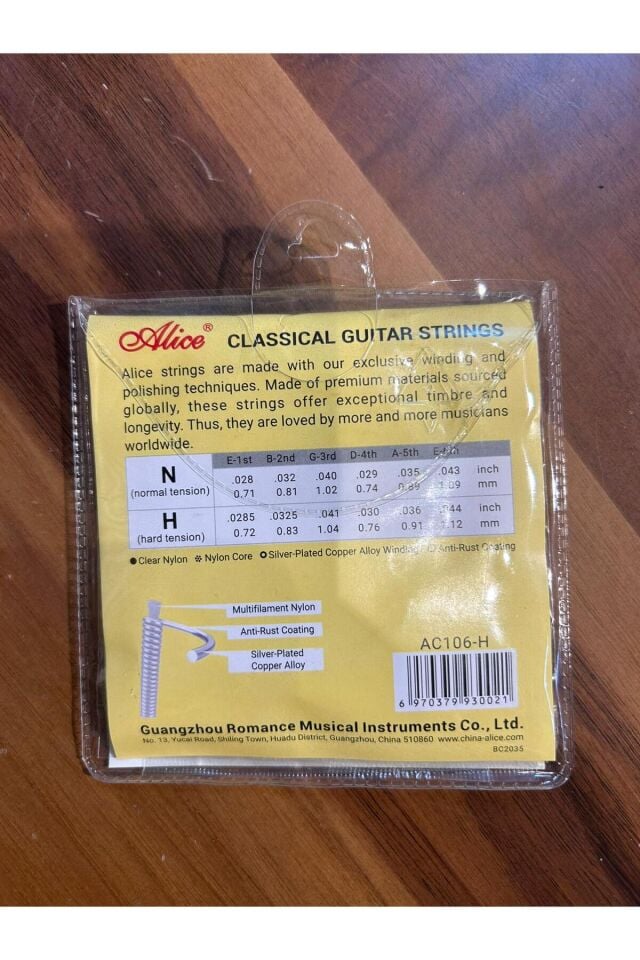 Alice® CLASSICAL GUITAR STRINGS
Alice strings are made with our exclusive winding and
polishing techniques. Made of premium materials sourced
globally, these strings offer exceptional timbre and
longevity. Thus, they are loved by more and more musicians
worldwide.
E-1st B-2nd G-3rd D-4th A-5th
N .028 .032 .040 .029 .035 .043 inch
(normal tension) 0.71 0.81 1.02 0.74 0.89 1.09 mm
H .0285 .0325 .041 .030 .036 .044 inch
(hard tension) 0.72 0.83 1.04 0.76 0.91 1.12 mm
Clear Nylon Nylon Core Silver-Plated Copper Alloy Winding Anti-Rust Coating
Multifilament Nylon
Anti-Rust Coating
Silver-Plated
Copper Alloy
AC106-H
6 970379 930021
Guangzhou Romance Musical Instruments Co., Ltd.
No. 13, Yucai Road, Shiling Town, Huadu District, Guangzhou, China 510860 www.china-alice.com
BC2035